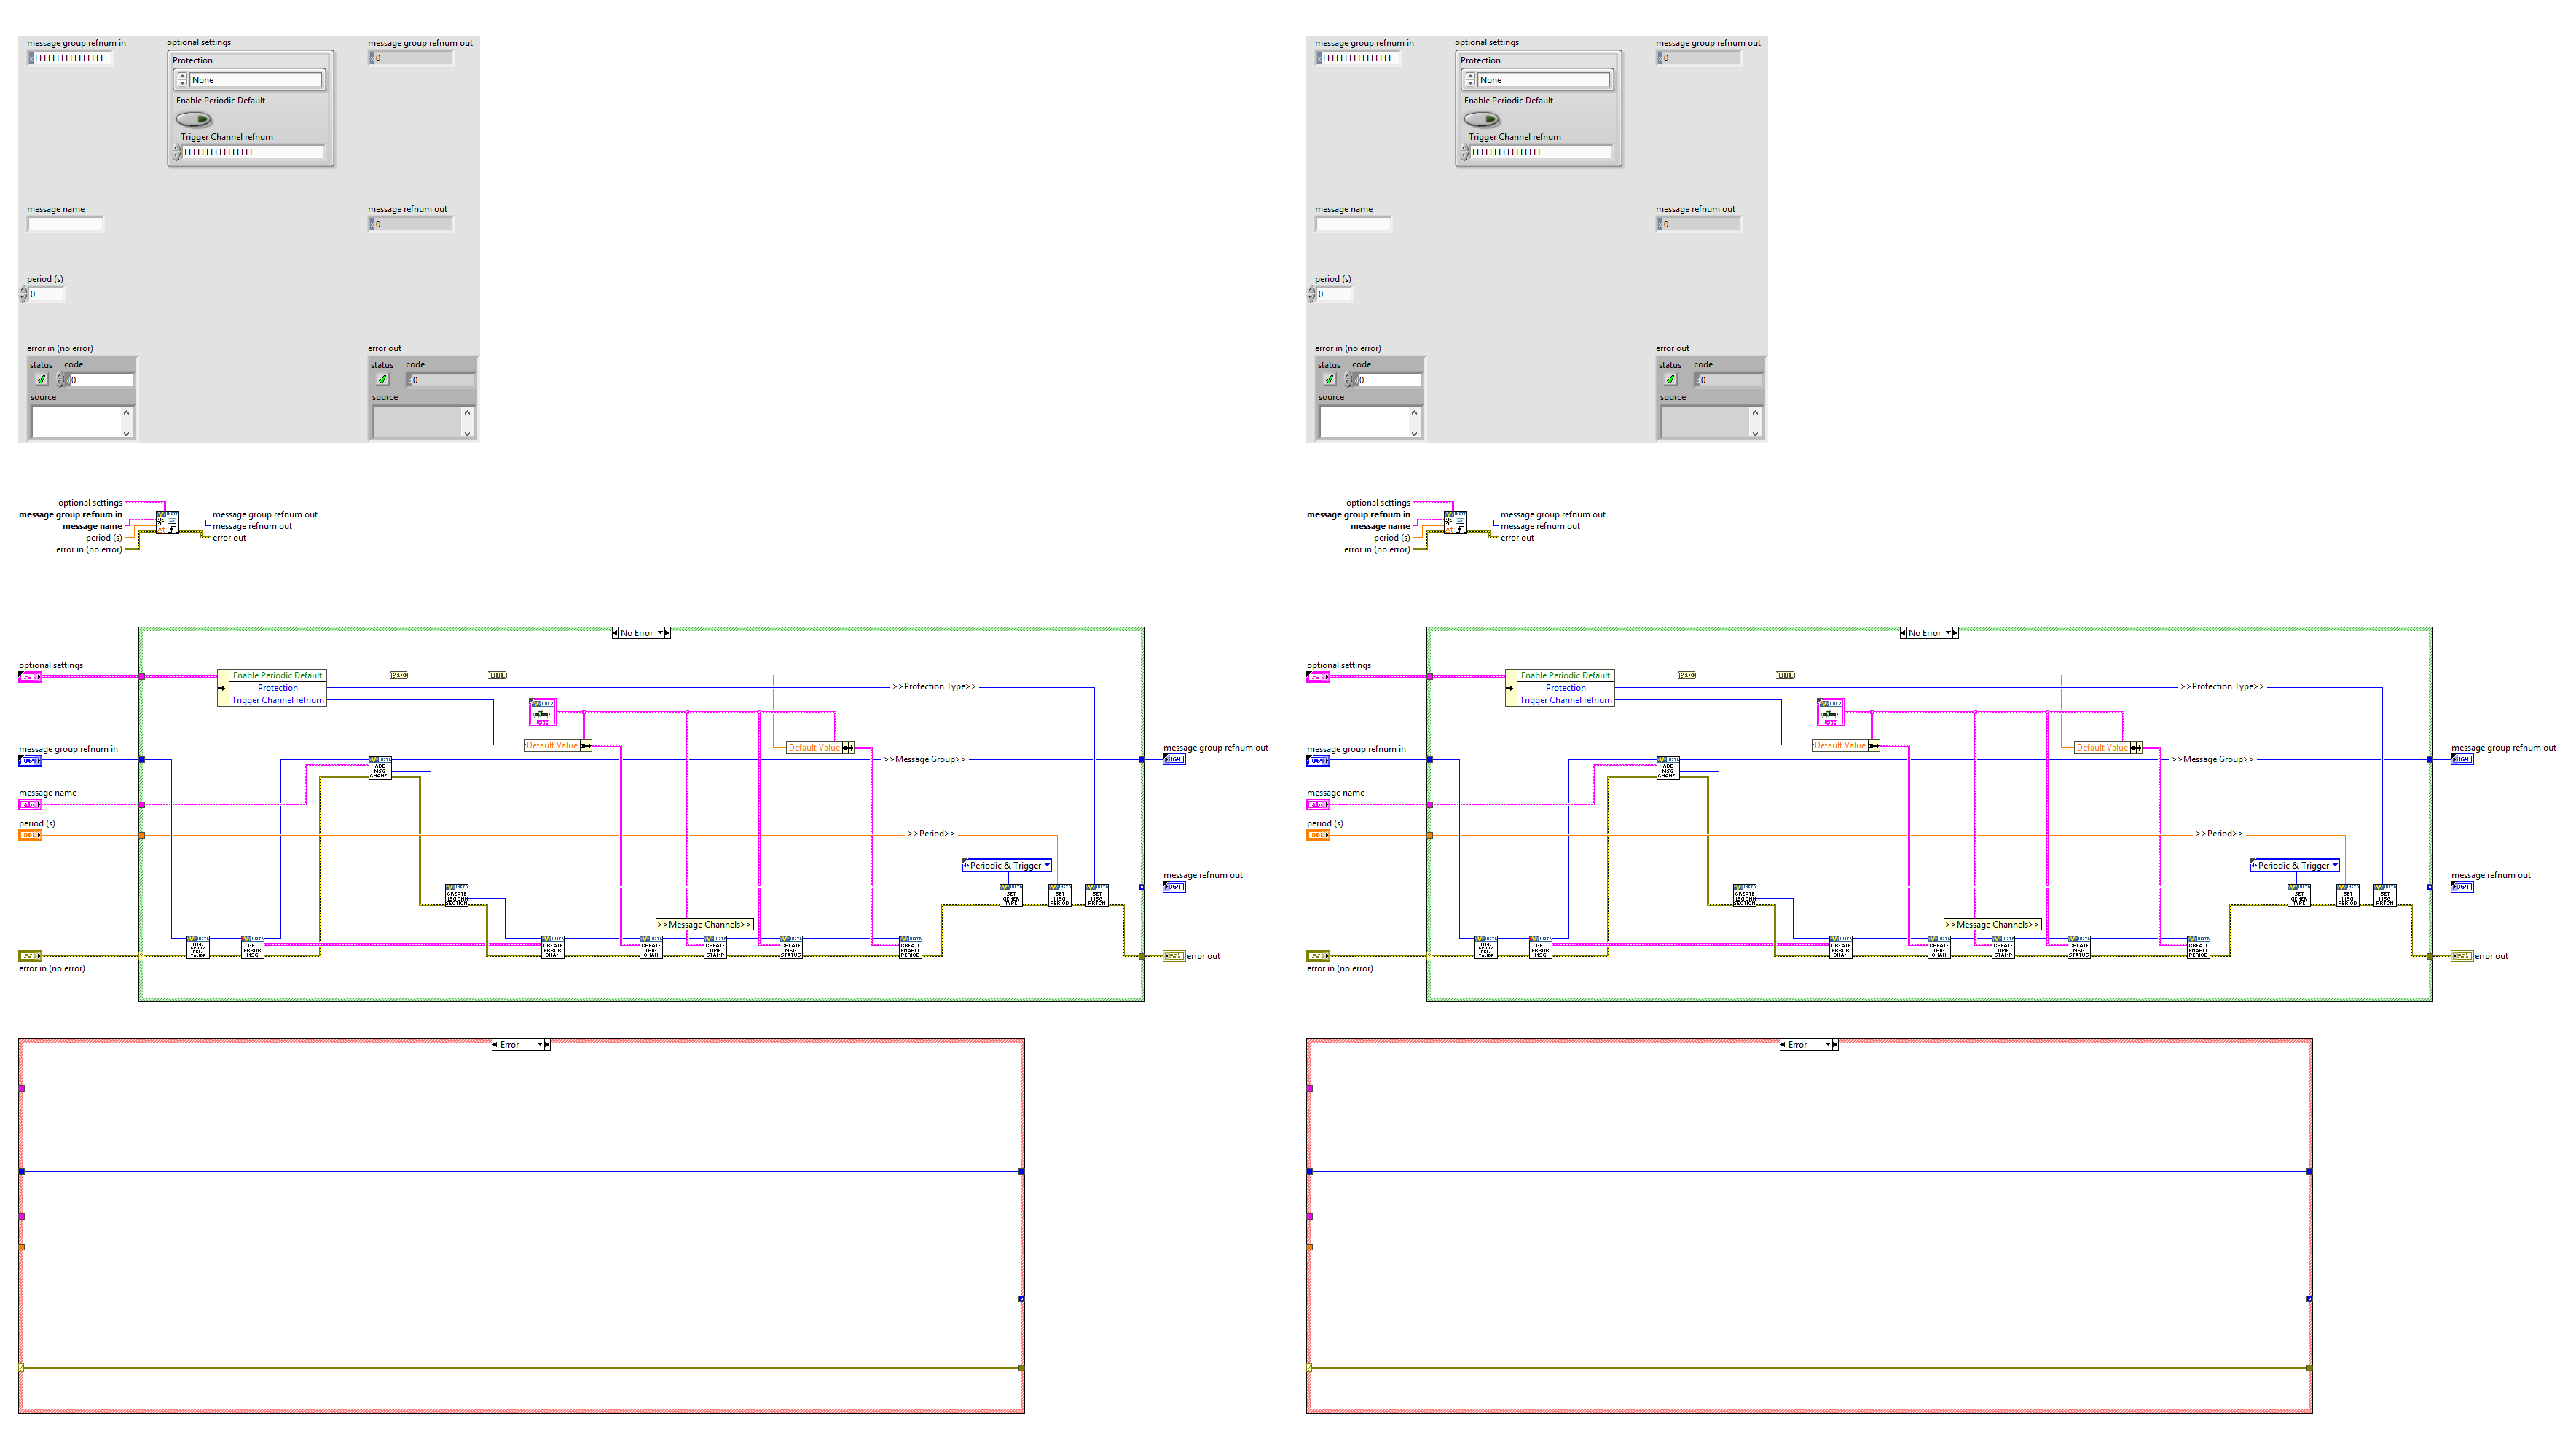 message group refnum in
FFFFFFFFFFFFFFFF
optional settings
Protection
None
Enable Periodic Default
Trigger Channel refnum
FFFFFFFFFFFFFFFF
message group refnum out
0
message name
message refnum out
0
period (s)
0
error in (no error)
status code
0
source
error out
status code
0
source
message group refnum in
FFFFFFFFFFFFFFFF
optional settings
Protection
None
Enable Periodic Default
Trigger Channel refnum
FFFFFFFFFFFFFFFF
message group refnum out
0
message name
message refnum out
0
period (s)
0
error in (no error)
status code
0
source
error out
status code
0
source
optional settings
message group refnum in
message name
period (s)
error in (no error)
message group refnum out
message refnum out
error out
optional settings
message group refnum in
message name
period (s)
error in (no error)
message group refnum out
message refnum out
error out
No Error
optional settings
Enable Periodic Default
Protection
Trigger Channel refnum
?1:0
DBL
>>Protection Type>>
Default Value
Default Value
message group refnum in
ADD MSG CHANEL
>>Message Group>>
message group refnum out
message name
abc
period (s)
DBL
>>Period>>
Periodic & Trigger
message refnum out
CREATE MSG CHN SECTION
SET GENER TYPE
SET MSG PERIOD
SET MSG PRTCN
>>Message Channels>>
GET ERROR MSG
CREATE ERROR CHAN
CREATE TRIG CHAN
CREATE TIME STAMP
CREATE MSG STATUS
CREATE ENABLE PERIOD
error in (no error)
error out
No Error
optional settings
Enable Periodic Default
Protection
Trigger Channel refnum
?1:0
DBL
>>Protection Type>>
Default Value
Default Value
message group refnum in
ADD MSG CHANEL
>>Message Group>>
message group refnum out
message name
abc
period (s)
DBL
>>Period>>
Periodic & Trigger
message refnum out
CREATE MSG CHN SECTION
SET GENER TYPE
SET MSG PERIOD
SET MSG PRTCN
>>Message Channels>>
GET ERROR MSG
CREATE ERROR CHAN
CREATE TRIG CHAN
CREATE TIME STAMP
CREATE MSG STATUS
CREATE ENABLE PERIOD
error in (no error)
error out
Error
Error